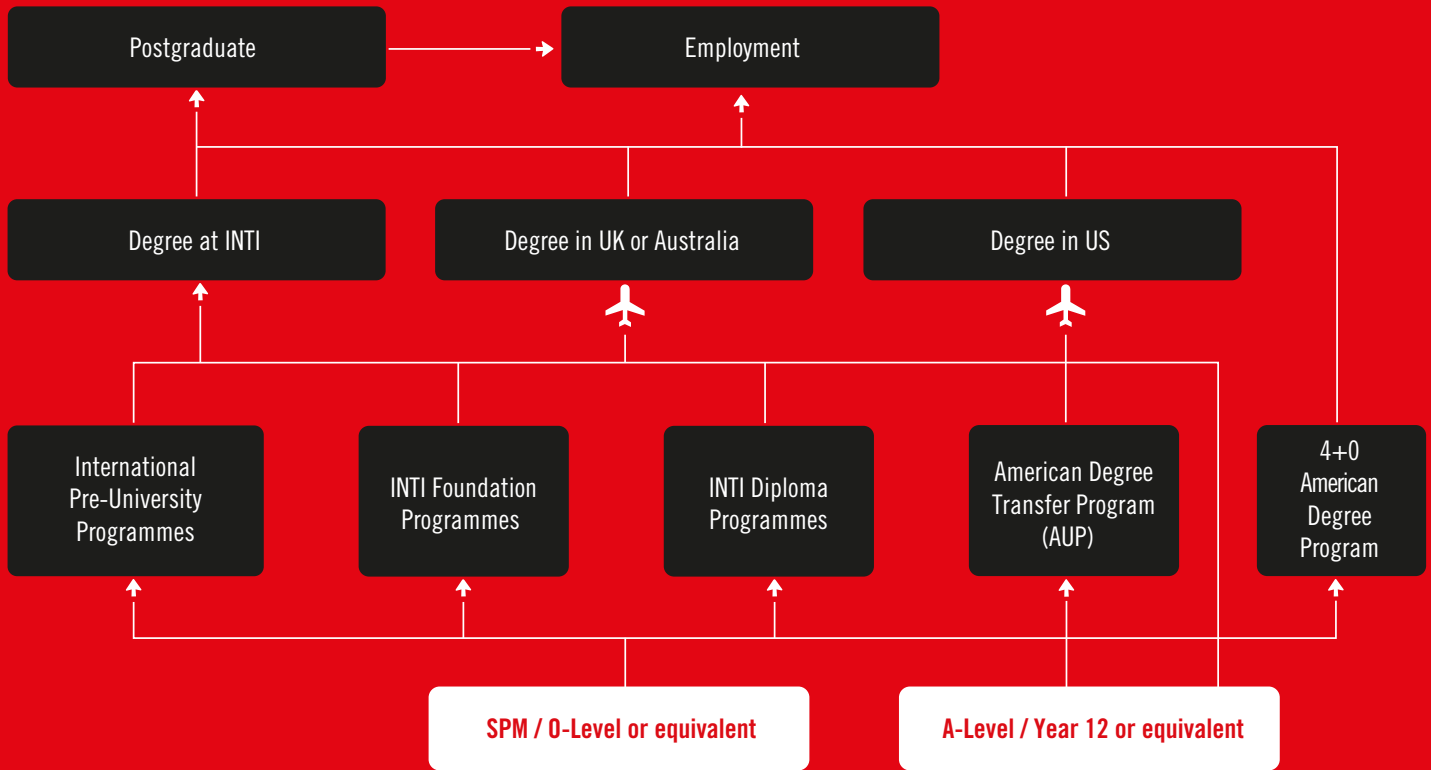 Postgraduate
Employment
Degree at INTI
Degree in UK or Australia
Degree in US
International
Pre-University
Programmes
INTI Foundation
Programmes
INTI Diploma
Programmes
American Degree
Transfer Program
(AUP)
4+0
American
Degree
Program
SPM / O-Level or equivalent
A-Level / Year 12 or equivalent